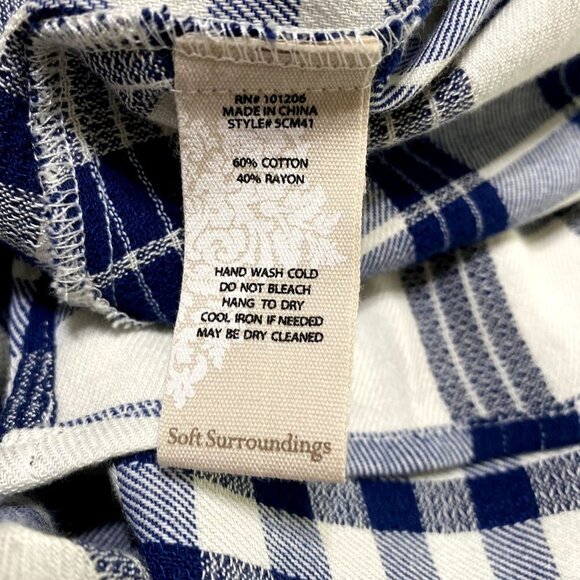 RN# 101206
MADE IN CHINA
STYLE# 5CM41
60% COTTON
40% RAYON
HAND WASH COLD
DO NOT BLEACH
HANG TO DRY
COOL IRON IF NEEDED
MAY BE DRY CLEANED
Soft Surroundings